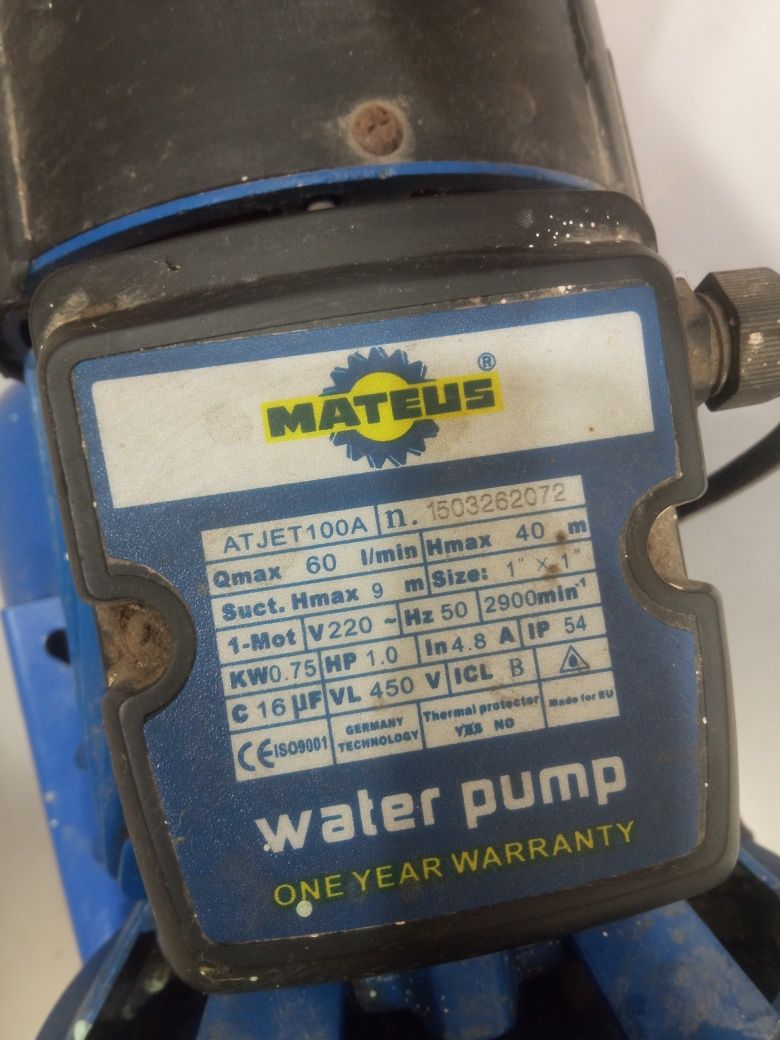 MATEUS ®
ATJET100A n. 1503262072
Qmax 60 l/min Hmax 40 m
Suct. Hmax 9 m Size: 1" x 1"
1-Mot V220 ~ Hz 50 2900min-¹
KW0.75 HP 1.0 In4.8 A IP 54
C 16 µF VL 450 V ICL B
CE ISO9001 GERMANY TECHNOLOGY Thermal protector YES NO Made for EU
water pump
ONE YEAR WARRANTY